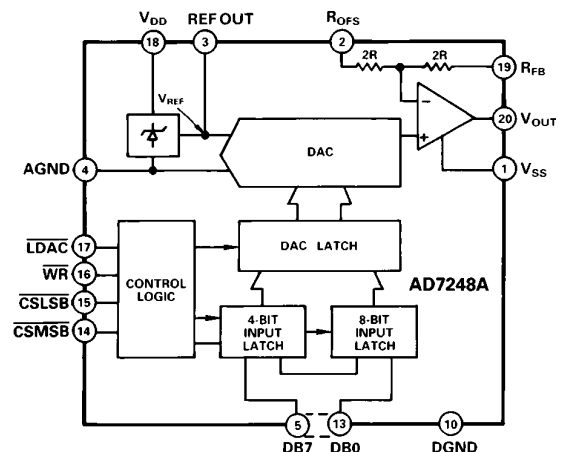 VDD REF OUT ROFS
18 3 2
2R 2R
19 RFB
VREF
−
+
20 VOUT
DAC
AGND 4
1 VSS
LDAC 17
DAC LATCH
WR 16
CONTROL
LOGIC
AD7248A
CSLSB 15
CSMSB 14
4-BIT
INPUT
LATCH
8-BIT
INPUT
LATCH
5 13 10
DB7 DB0 DGND